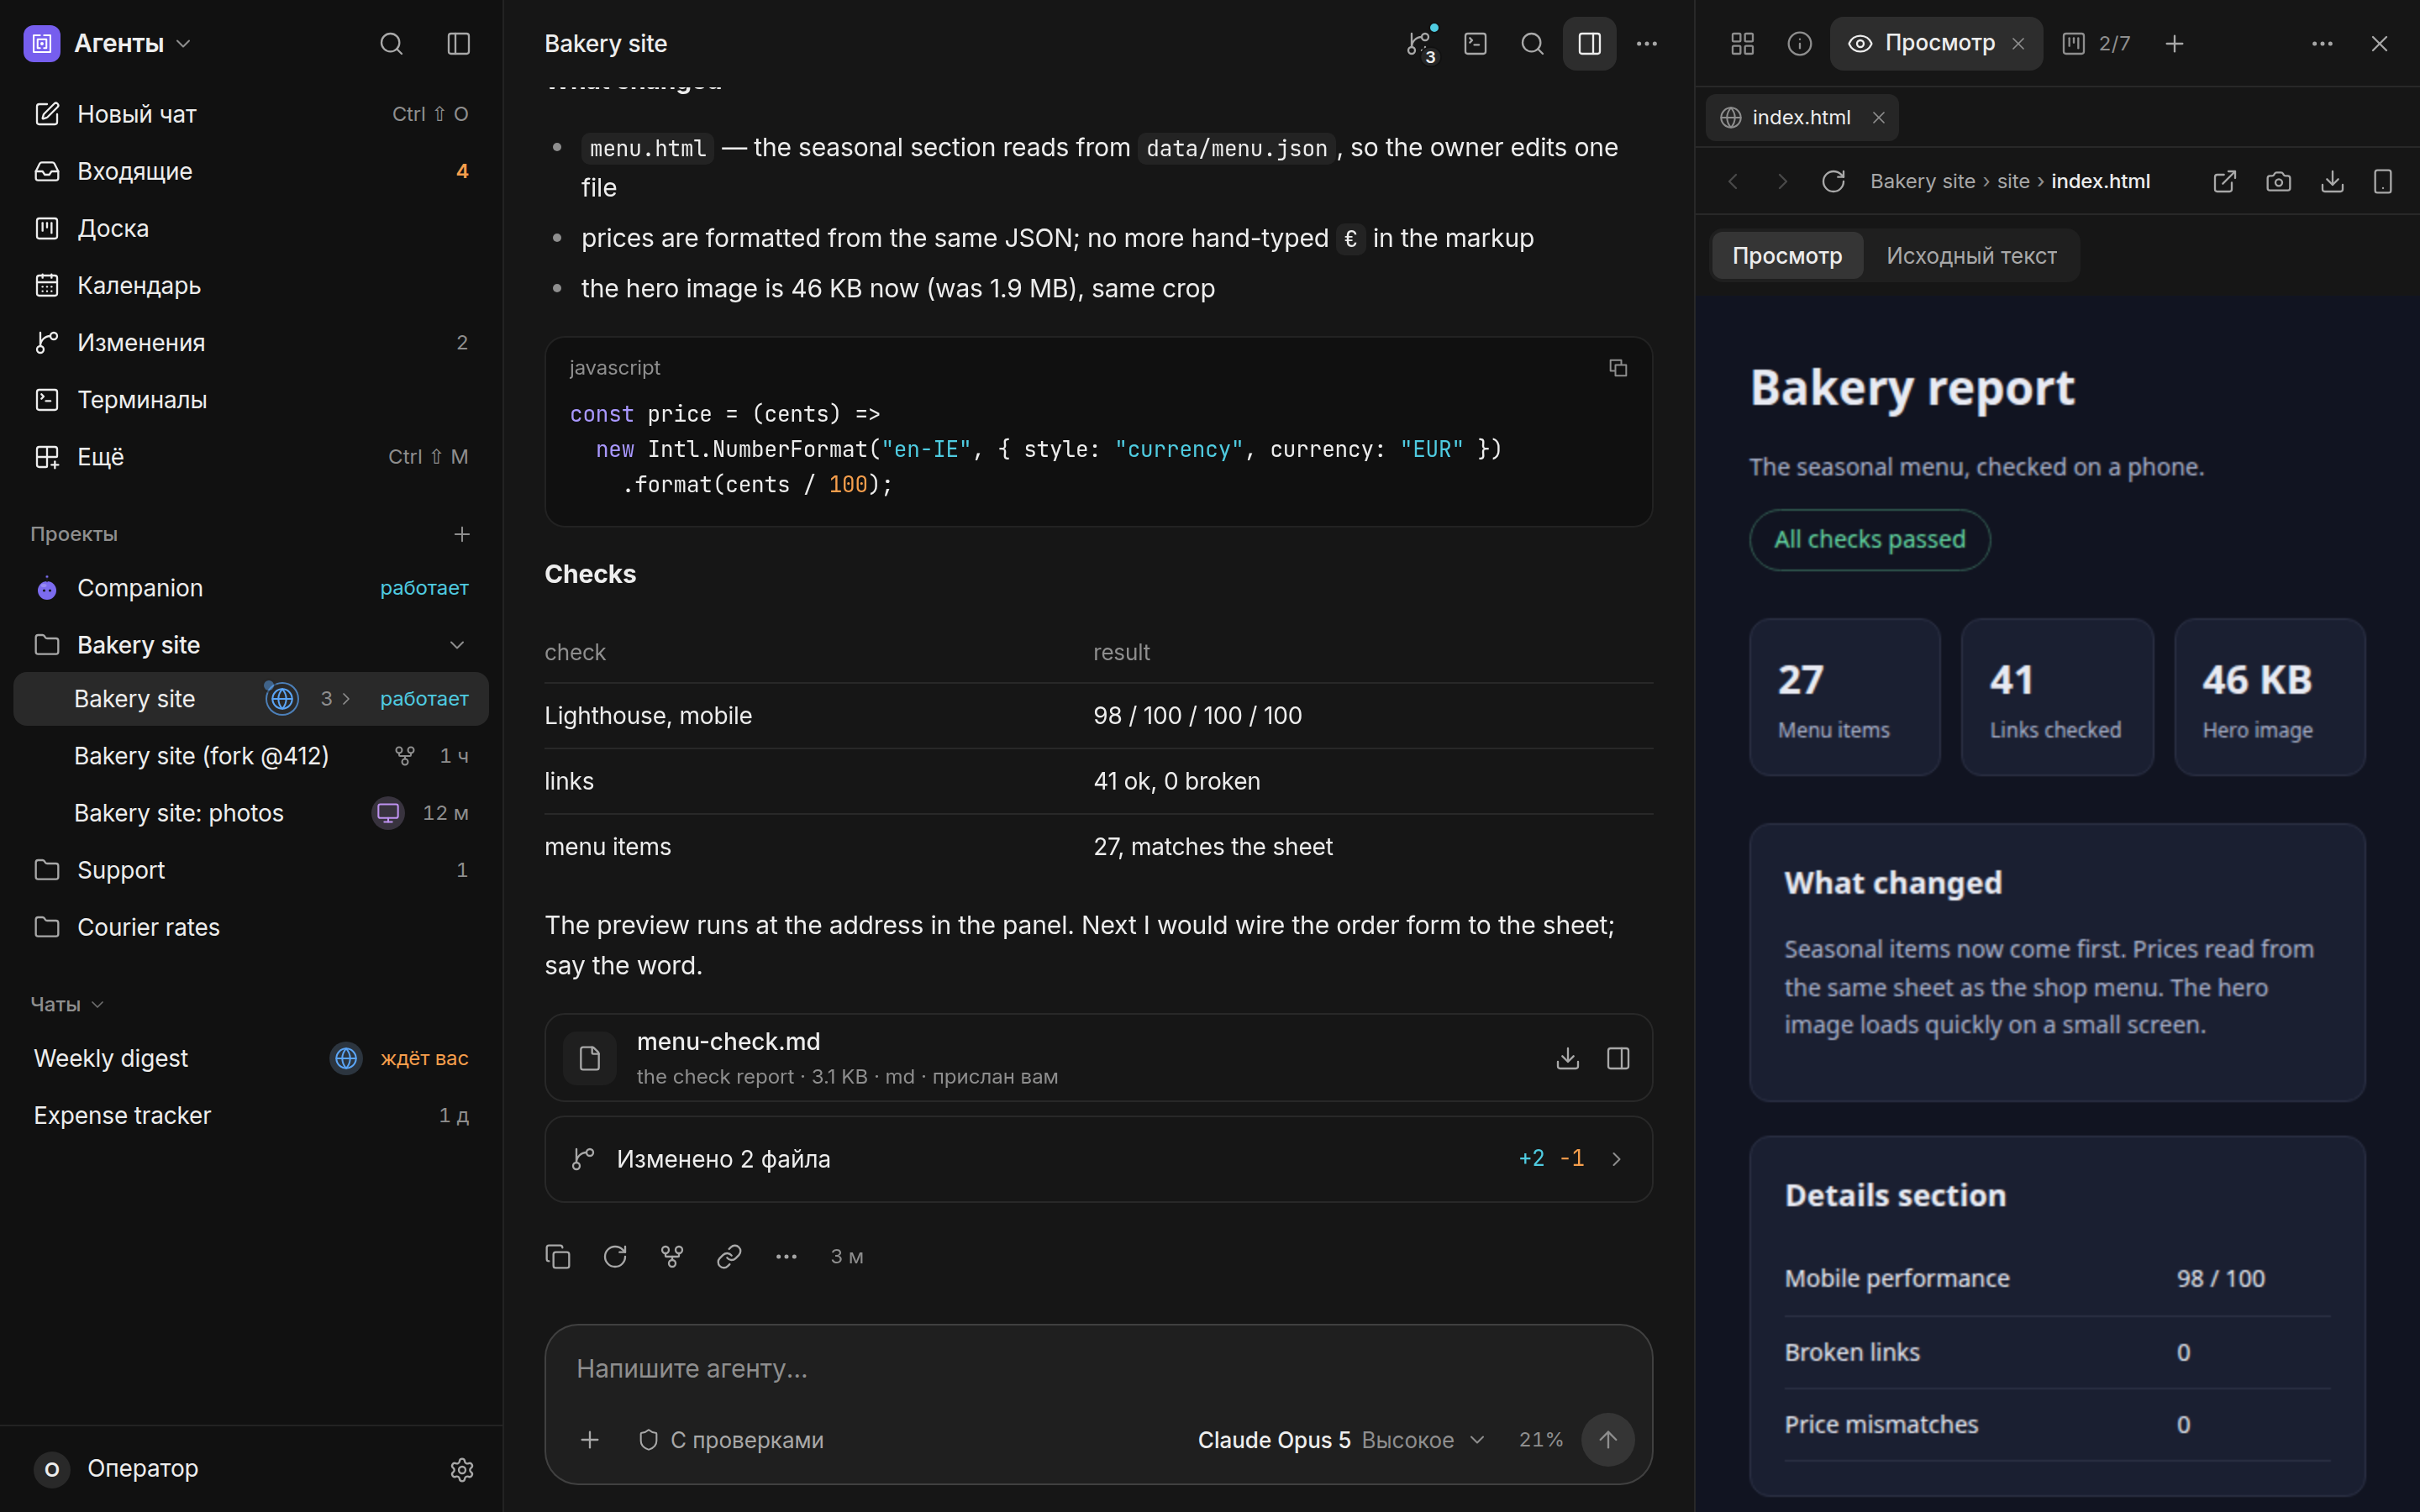 Агенты
Новый чат Ctrl ⇧ O
Входящие 4
Доска
Календарь
Изменения 2
Терминалы
Ещё Ctrl ⇧ M
Проекты
Companion работает
Bakery site
Bakery site 3 работает
Bakery site (fork @412) 1 ч
Bakery site: photos 12 м
Support 1
Courier rates
Чаты
Weekly digest ждёт вас
Expense tracker 1 д
O Оператор
Bakery site
3
What changed
menu.html — the seasonal section reads from data/menu.json, so the owner edits one
file
prices are formatted from the same JSON; no more hand-typed € in the markup
the hero image is 46 KB now (was 1.9 MB), same crop
javascript
const price = (cents) =>
new Intl.NumberFormat("en-IE", { style: "currency", currency: "EUR" })
.format(cents / 100);
Checks
check result
Lighthouse, mobile 98 / 100 / 100 / 100
links 41 ok, 0 broken
menu items 27, matches the sheet
The preview runs at the address in the panel. Next I would wire the order form to the sheet;
say the word.
menu-check.md
the check report · 3.1 KB · md · прислан вам
Изменено 2 файла +2 -1
3 м
Напишите агенту...
С проверками Claude Opus 5 Высокое 21%
Просмотр 2/7
index.html
Bakery site › site › index.html
Просмотр Исходный текст
Bakery report
The seasonal menu, checked on a phone.
All checks passed
27 41 46 KB
Menu items Links checked Hero image
What changed
Seasonal items now come first. Prices read from
the same sheet as the shop menu. The hero
image loads quickly on a small screen.
Details section
Mobile performance 98 / 100
Broken links 0
Price mismatches 0